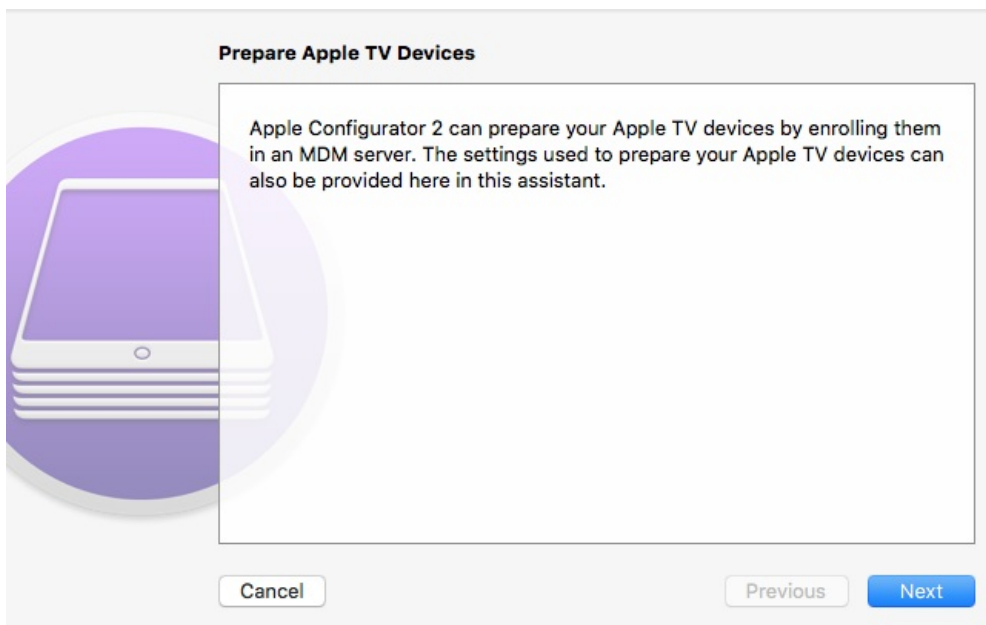 Prepare Apple TV Devices
Apple Configurator 2 can prepare your Apple TV devices by enrolling them
in an MDM server. The settings used to prepare your Apple TV devices can
also be provided here in this assistant.
Cancel
Previous
Next